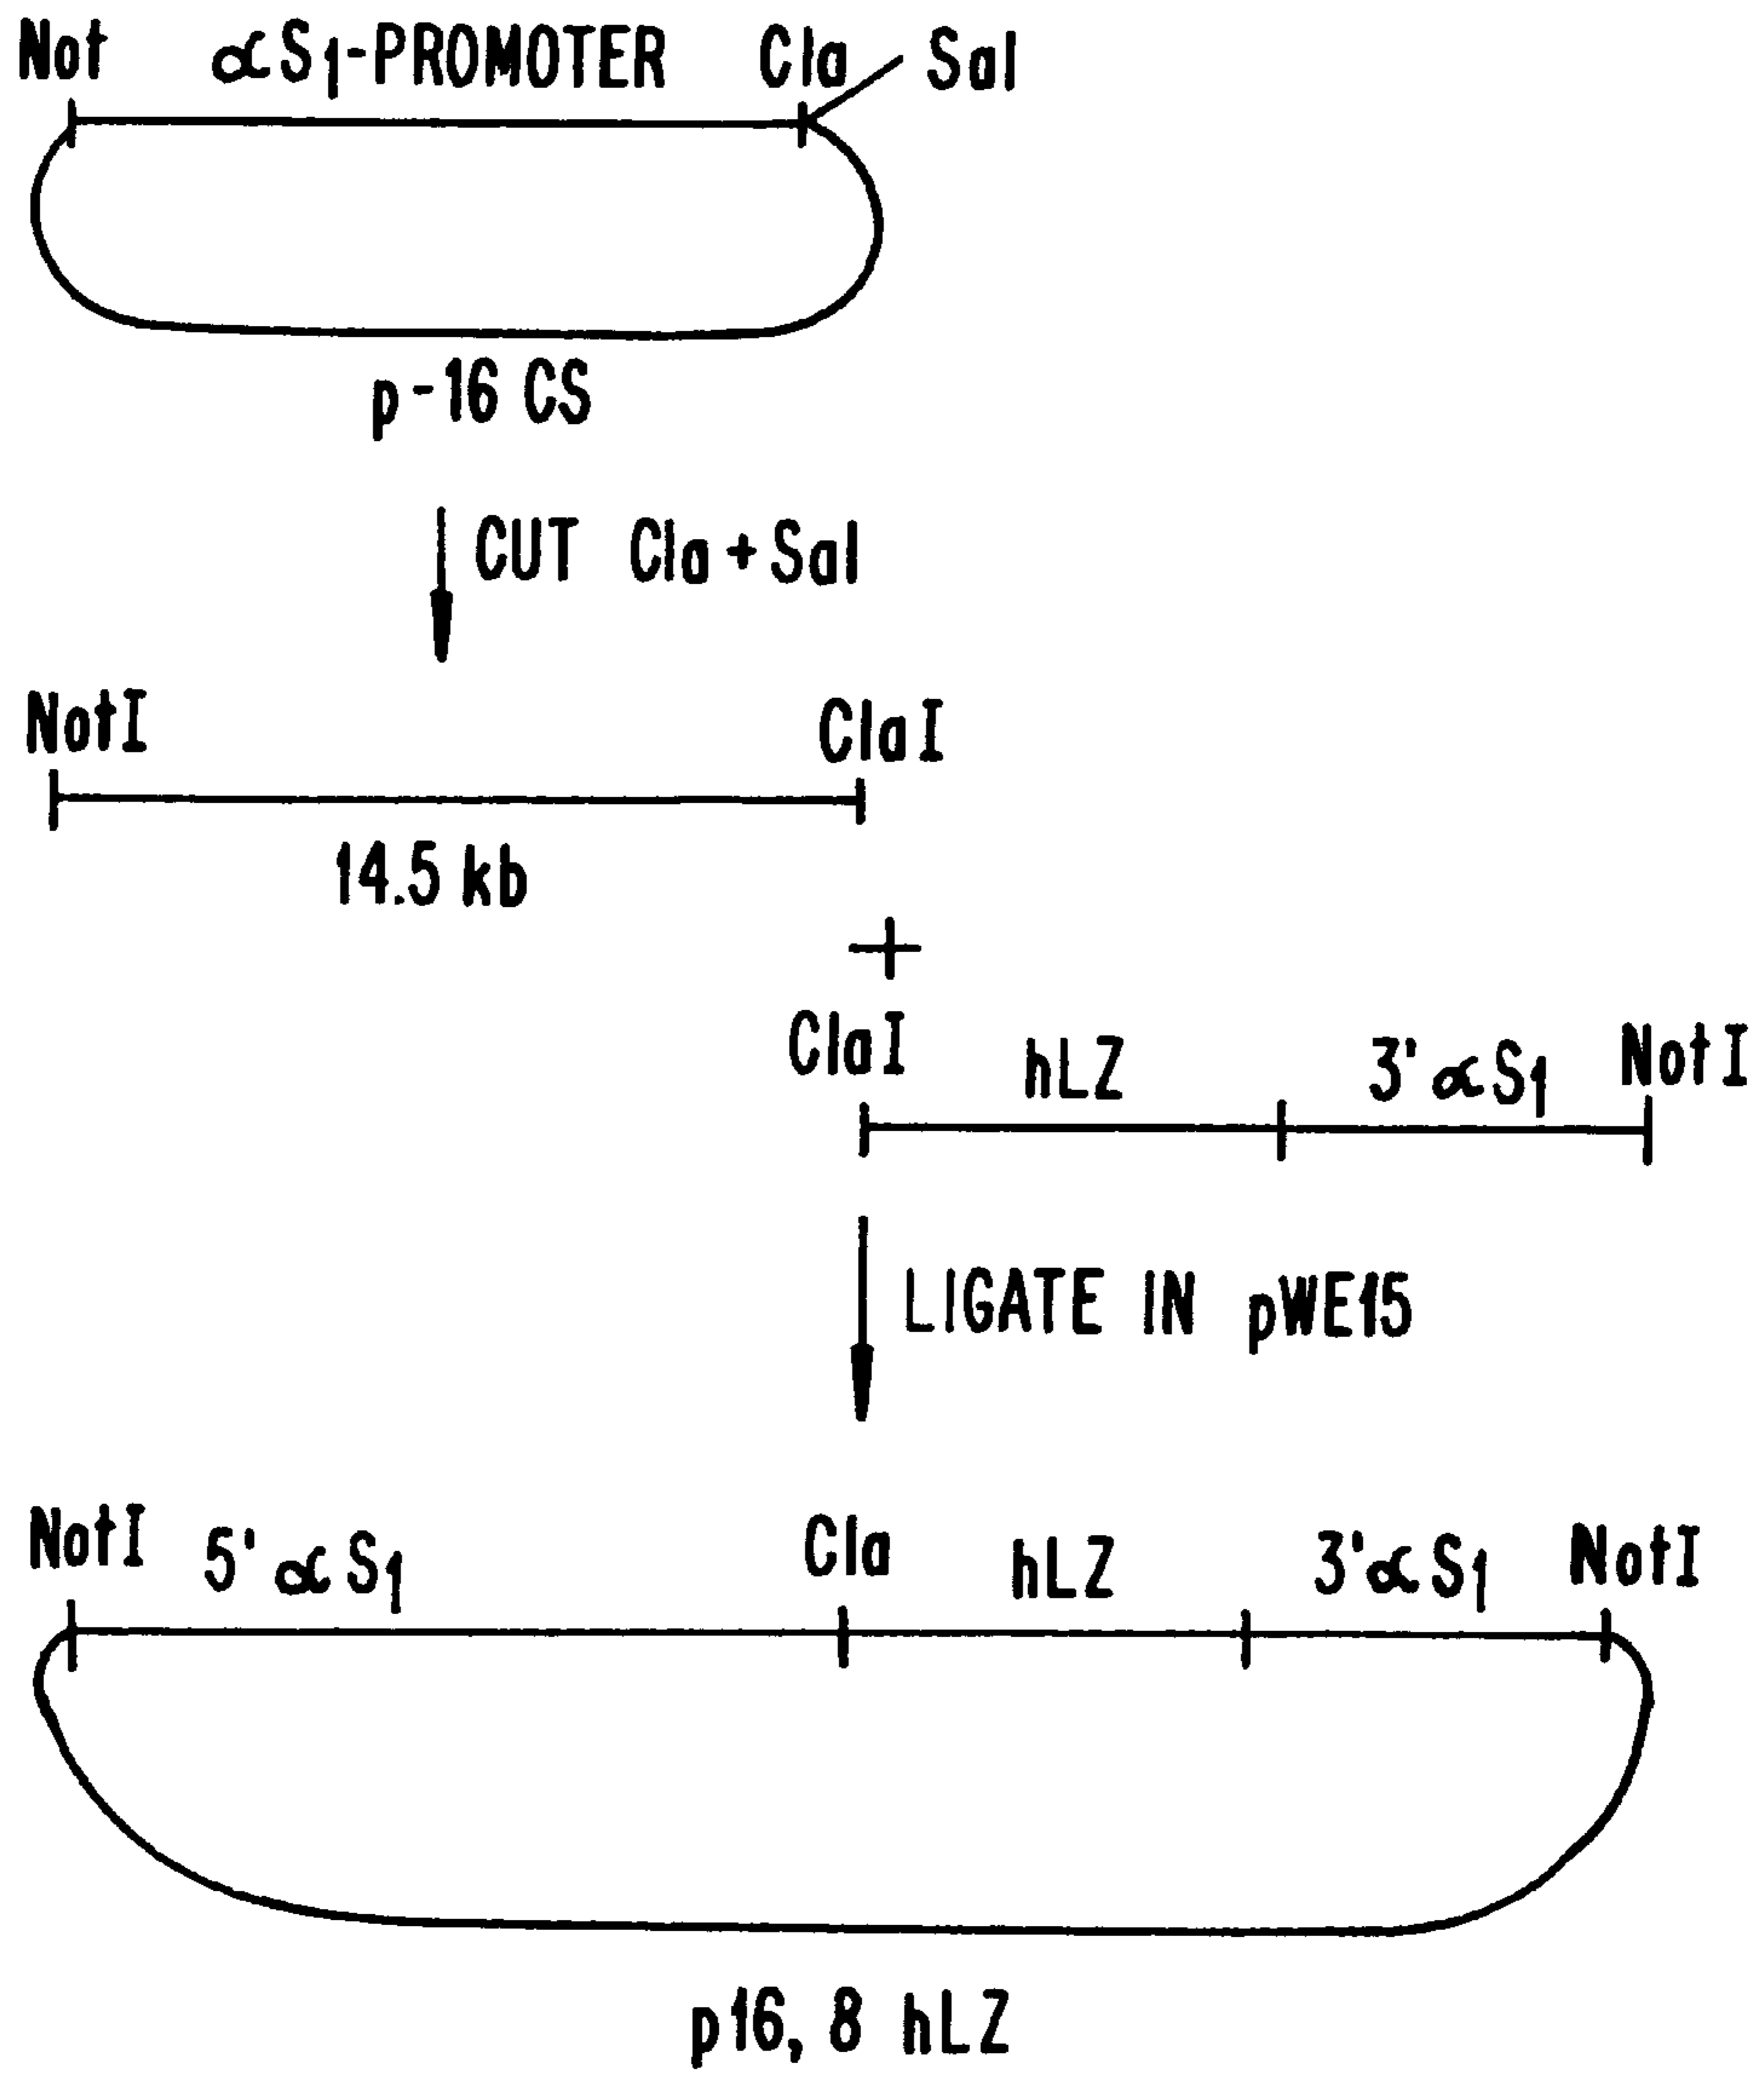 Not αS1-PROMOTER Cla Sal
p-16 CS
CUT Cla+Sal
NotI ClaI
14.5 kb
+
ClaI hLZ 3' αS1 NotI
LIGATE IN pWE15
NotI 5' αS1 Cla hLZ 3'αS1 NotI
p16, 8 hLZ